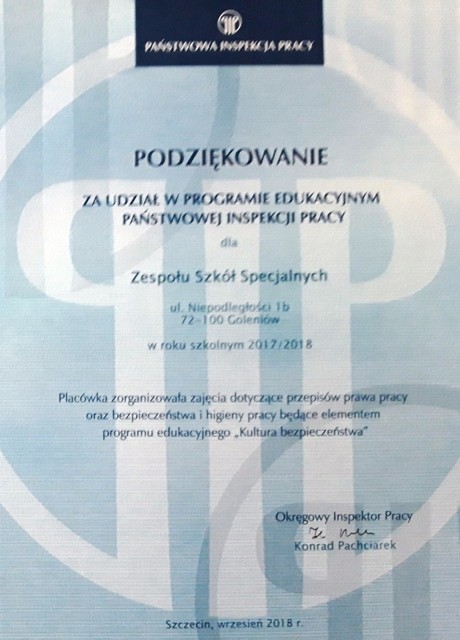 PAŃSTWOWA INSPEKCJA PRACY
PODZIĘKOWANIE
ZA UDZIAŁ W PROGRAMIE EDUKACYJNYM
PAŃSTWOWEJ INSPEKCJI PRACY
dla
Zespołu Szkół Specjalnych
ul. Niepodległości 1b
72-100 Goleniów
w roku szkolnym 2017/2018
Placówka zorganizowała zajęcia dotyczące przepisów prawa pracy
oraz bezpieczeństwa i higieny pracy będące elementem
programu edukacyjnego „Kultura bezpieczeństwa”
Okręgowy Inspektor Pracy
Konrad Pachciarek
Szczecin, wrzesień 2018 r.